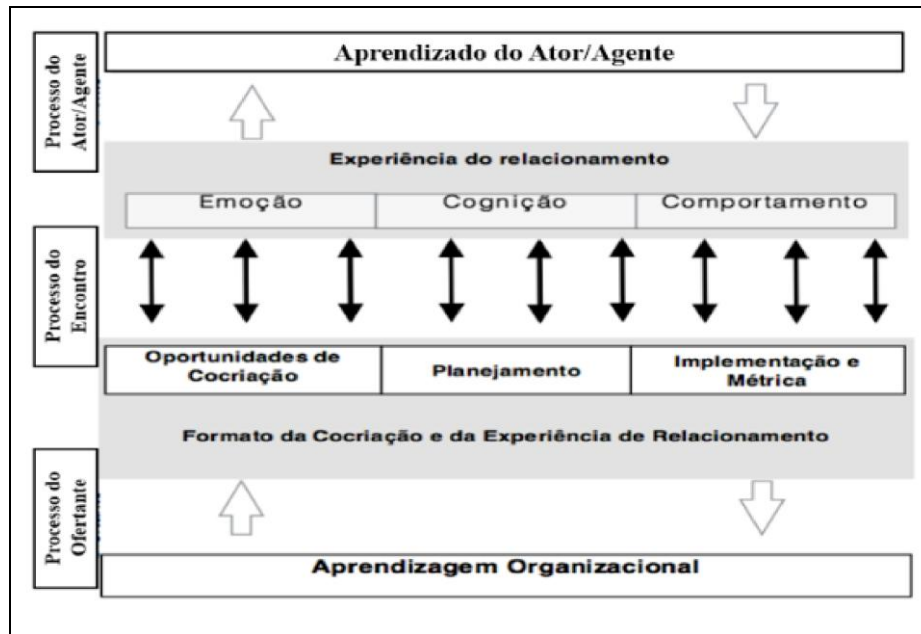 Processo do
Ator/Agente
Aprendizado do Ator/Agente
Experiência do relacionamento
Emoção
Cognição
Comportamento
Processo do
Encontro
Oportunidades de
Cocriação
Planejamento
Implementação e
Métrica
Formato da Cocriação e da Experiência de Relacionamento
Processo do
Ofertante
Aprendizagem Organizacional